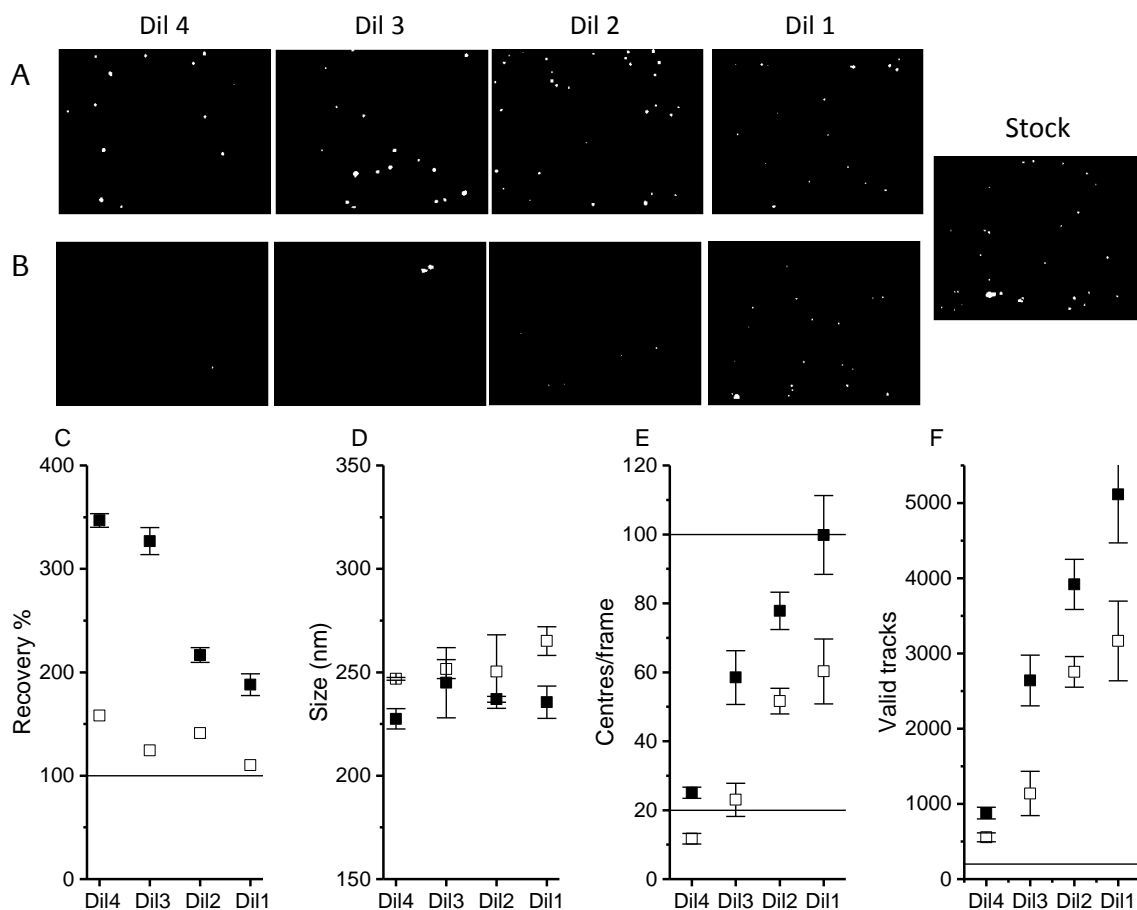 Dil 4 Dil 3 Dil 2 Dil 1
A
Stock
B
C D E F
400
300
200
100
0
Recovery %
Dil4 Dil3 Dil2 Dil1
350
300
250
200
150
Size (nm)
Dil4 Dil3 Dil2 Dil1
120
100
80
60
40
20
0
Centres/frame
Dil4 Dil3 Dil2 Dil1
5000
4000
3000
2000
1000
0
Valid tracks
Dil4 Dil3 Dil2 Dil1